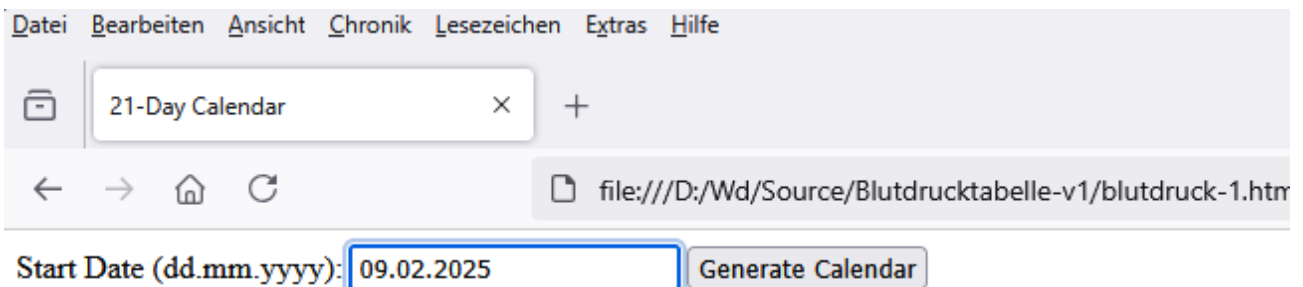 Datei Bearbeiten Ansicht Chronik Lesezeichen Extras Hilfe
21-Day Calendar
file:///D:/Wd/Source/Blutdrucktabelle-v1/blutdruck-1.htm
Start Date (dd.mm.yyyy): 09.02.2025 Generate Calendar